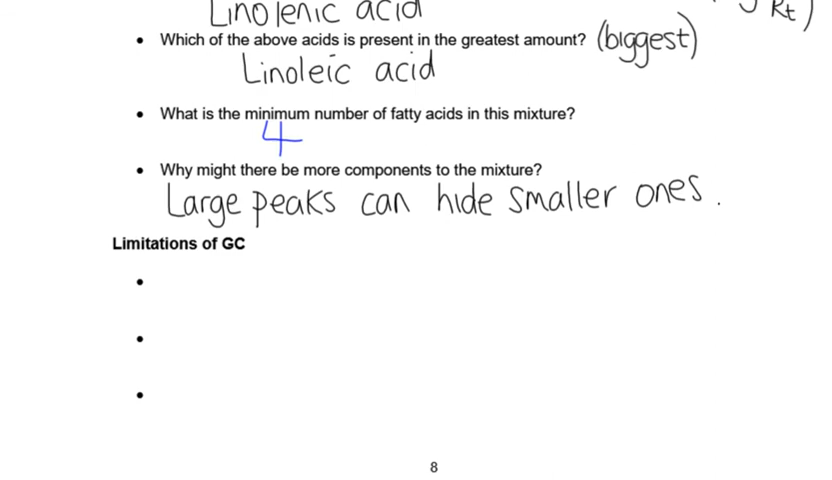 Linolenic acid
Rt)
• Which of the above acids is present in the greatest amount? (biggest)
Linoleic acid
• What is the minimum number of fatty acids in this mixture?
4
• Why might there be more components to the mixture?
Large peaks can hide smaller ones.
Limitations of GC
•
•
•
8